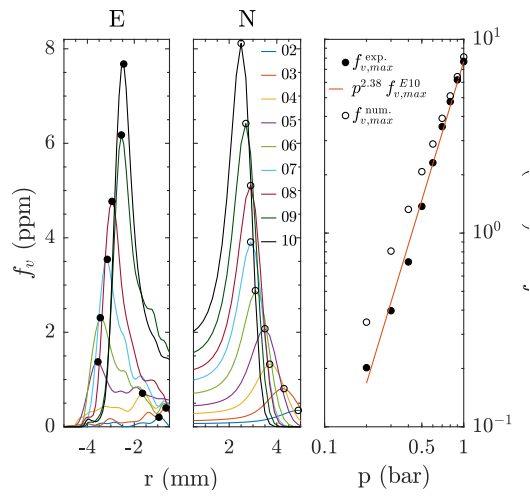 E N
8
6
4
2
0
f_v (ppm)
02
03
04
05
06
07
08
09
10
-4 -2
2 4
r (mm)
r (mm)
f_{v,max}^{exp.}
p^{2.38} f_{v,max}^{E10}
f_{v,max}^{num.}
10^1
10^0
10^{-1}
0.1 0.5 1
p (bar)